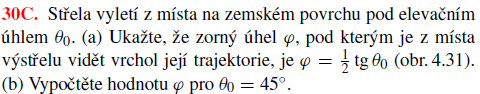 30C. Střela vyletí z místa na zemském povrchu pod elevačním
úhlem θ₀. (a) Ukažte, že zorný úhel φ, pod kterým je z místa
výstřelu vidět vrchol její trajektorie, je φ = ½ tg θ₀ (obr. 4.31).
(b) Vypočtěte hodnotu φ pro θ₀ = 45°.